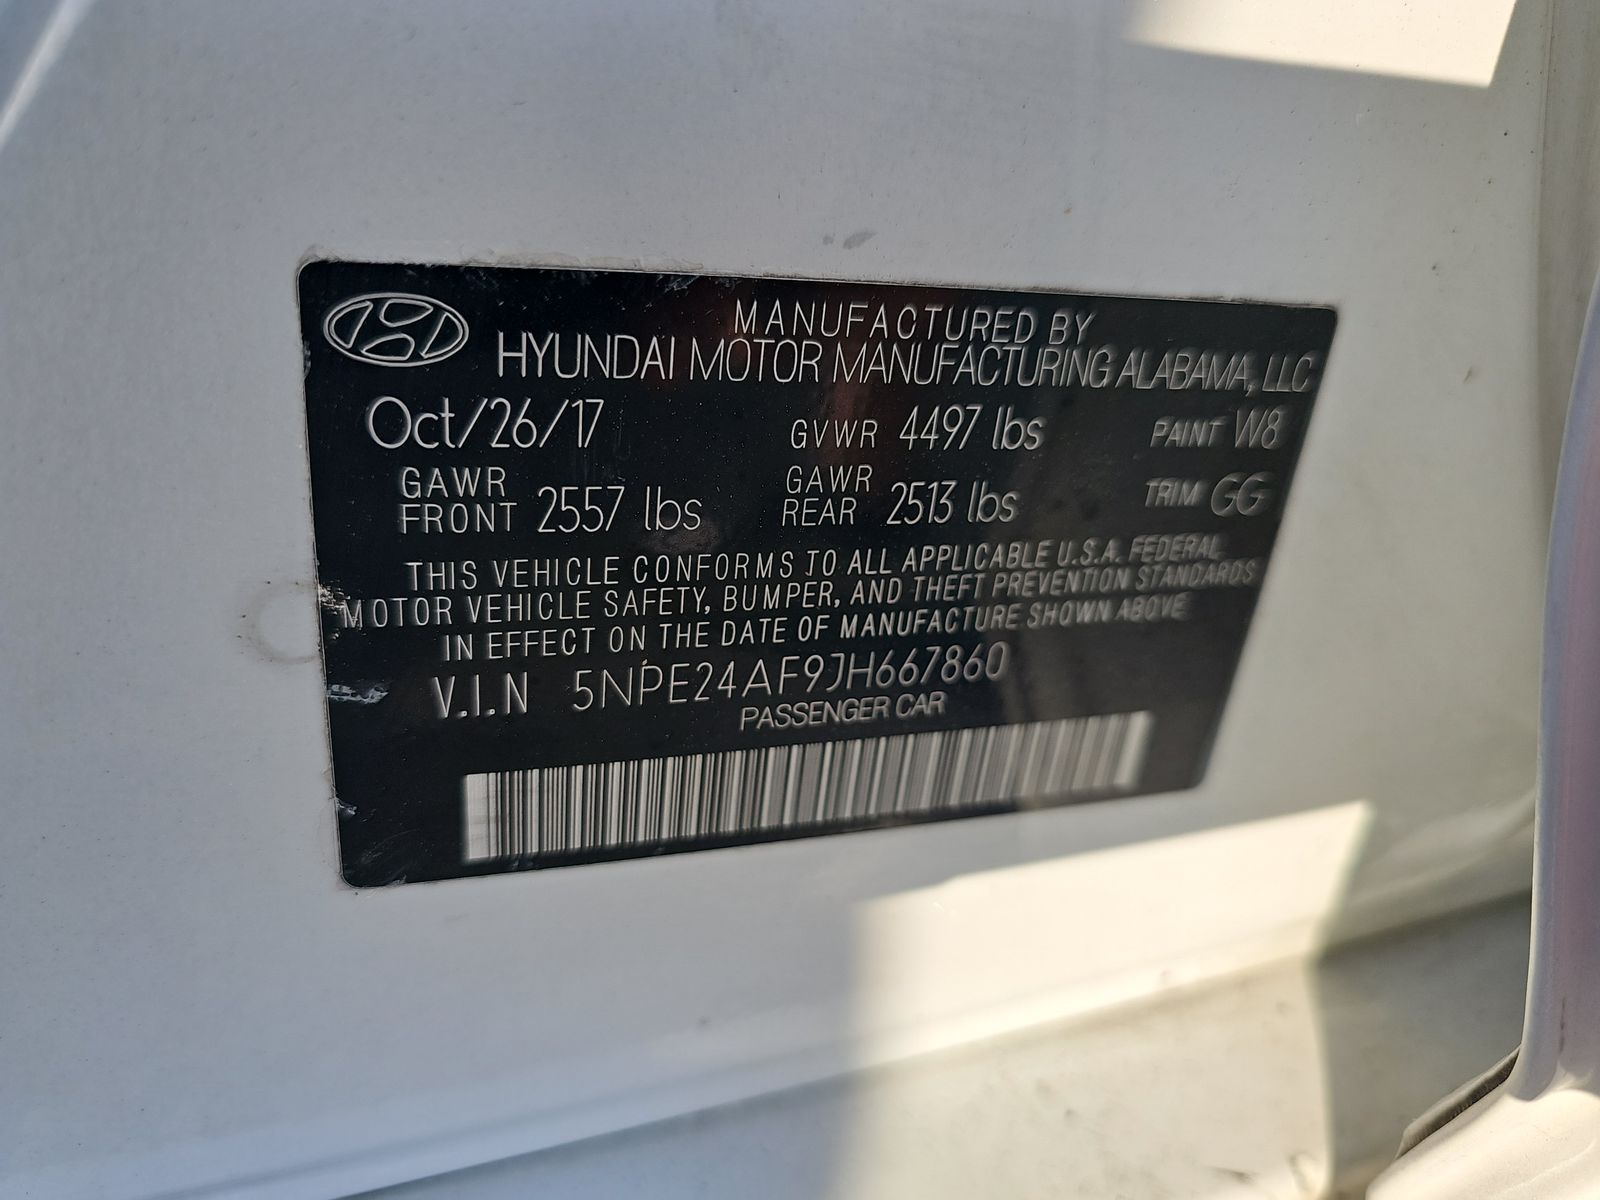 MANUFACTURED BY
HYUNDAI MOTOR MANUFACTURING ALABAMA, LLC
Oct/26/17 GVWR 4497 lbs PAINT W8
GAWR FRONT 2557 lbs GAWR REAR 2513 lbs TRIM GG
THIS VEHICLE CONFORMS TO ALL APPLICABLE U.S.A. FEDERAL
MOTOR VEHICLE SAFETY, BUMPER, AND THEFT PREVENTION STANDARDS
IN EFFECT ON THE DATE OF MANUFACTURE SHOWN ABOVE
V.I.N 5NPE24AF9JH667860
PASSENGER CAR